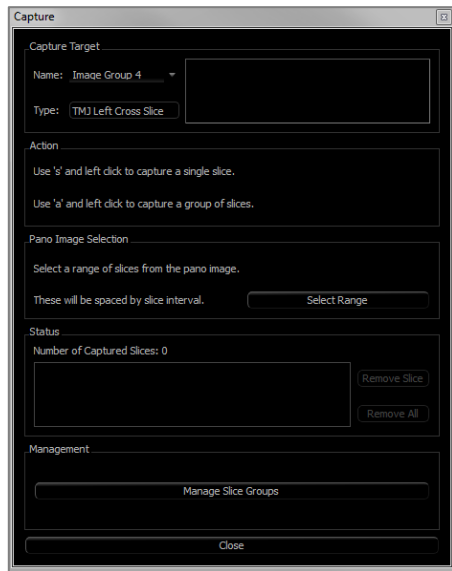 Capture
Capture Target
Name: Image Group 4
Type: TMJ Left Cross Slice
Action
Use 's' and left click to capture a single slice.
Use 'a' and left click to capture a group of slices.
Pano Image Selection
Select a range of slices from the pano image.
These will be spaced by slice interval. Select Range
Status
Number of Captured Slices: 0
Remove Slice
Remove All
Management
Manage Slice Groups
Close